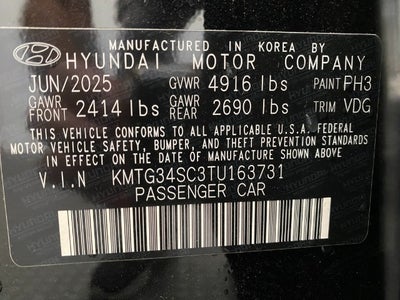 MANUFACTURED IN KOREA BY
HYUNDAI MOTOR COMPANY
JUN/2025 GVWR 4916 lbs PAINT PH3
GAWR FRONT 2414 lbs GAWR REAR 2690 lbs TRIM VDG
THIS VEHICLE CONFORMS TO ALL APPLICABLE U.S.A. FEDERAL
MOTOR VEHICLE SAFETY, BUMPER, AND THEFT PREVENTION STANDARDS
IN EFFECT ON THE DATE OF MANUFACTURE SHOWN ABOVE.
V.I.N KMTG34SC3TU163731
PASSENGER CAR